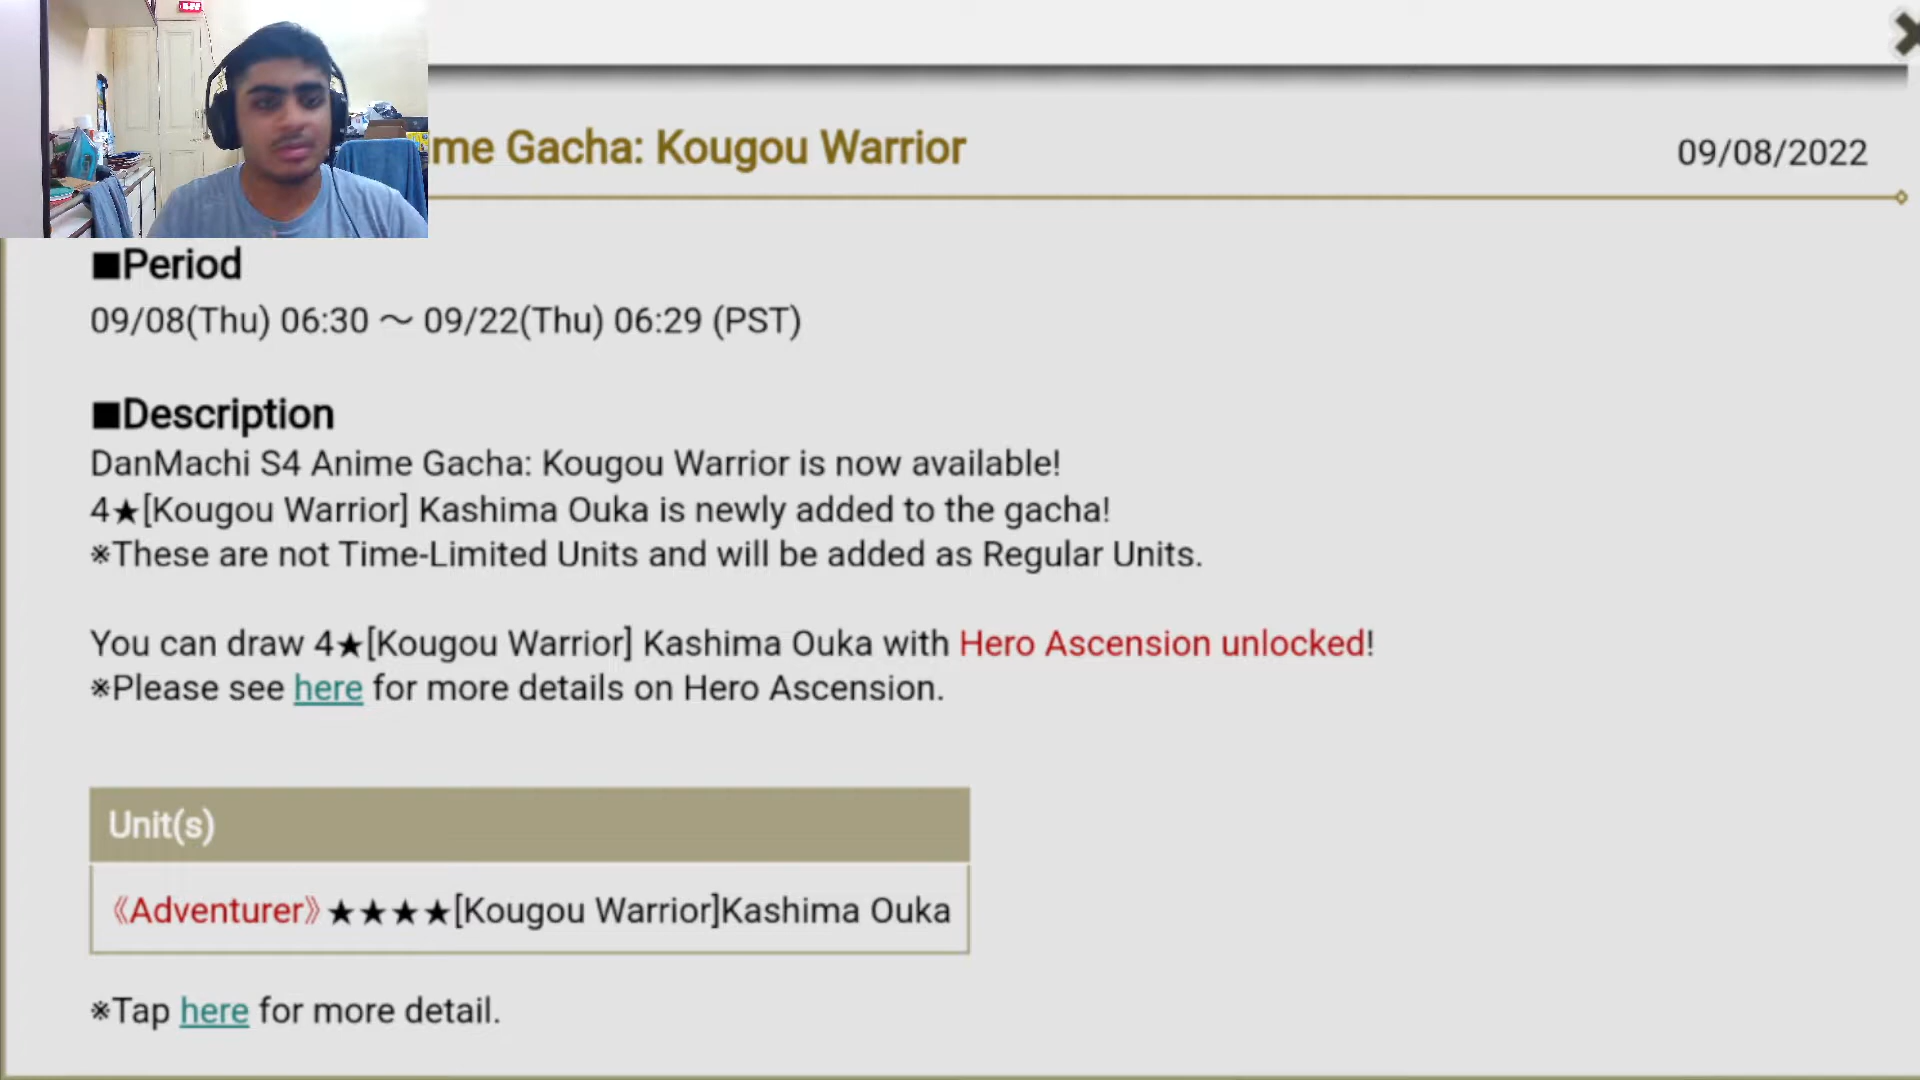 me Gacha: Kougou Warrior
09/08/2022
■Period
09/08(Thu) 06:30 ～ 09/22(Thu) 06:29 (PST)
■Description
DanMachi S4 Anime Gacha: Kougou Warrior is now available!
4★[Kougou Warrior] Kashima Ouka is newly added to the gacha!
※These are not Time-Limited Units and will be added as Regular Units.
You can draw 4★[Kougou Warrior] Kashima Ouka with Hero Ascension unlocked!
※Please see here for more details on Hero Ascension.
Unit(s)
《Adventurer》★★★★[Kougou Warrior]Kashima Ouka
※Tap here for more detail.